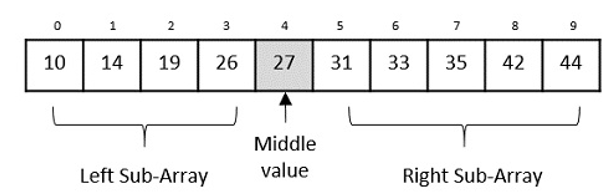 0 1 2 3 4 5 6 7 8 9
10 14 19 26 27 31 33 35 42 44
Middle
value
Left Sub-Array Right Sub-Array